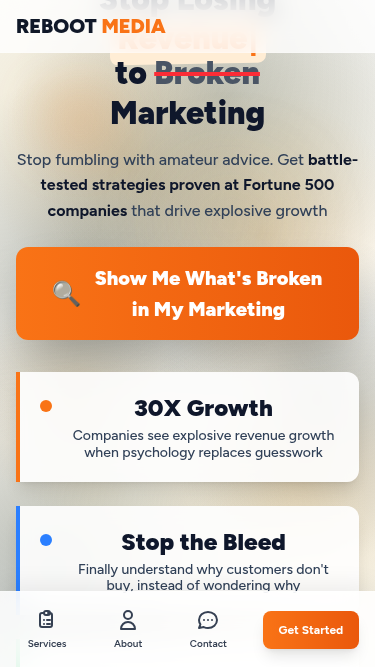 Stop Losing
REBOOT MEDIA
Revenue
to Broken
Marketing
Stop fumbling with amateur advice. Get battle-
tested strategies proven at Fortune 500
companies that drive explosive growth
🔍 Show Me What's Broken
in My Marketing
30X Growth
Companies see explosive revenue growth
when psychology replaces guesswork
Stop the Bleed
Finally understand why customers don't
buy, instead of wondering why
Services
About
Contact
Get Started